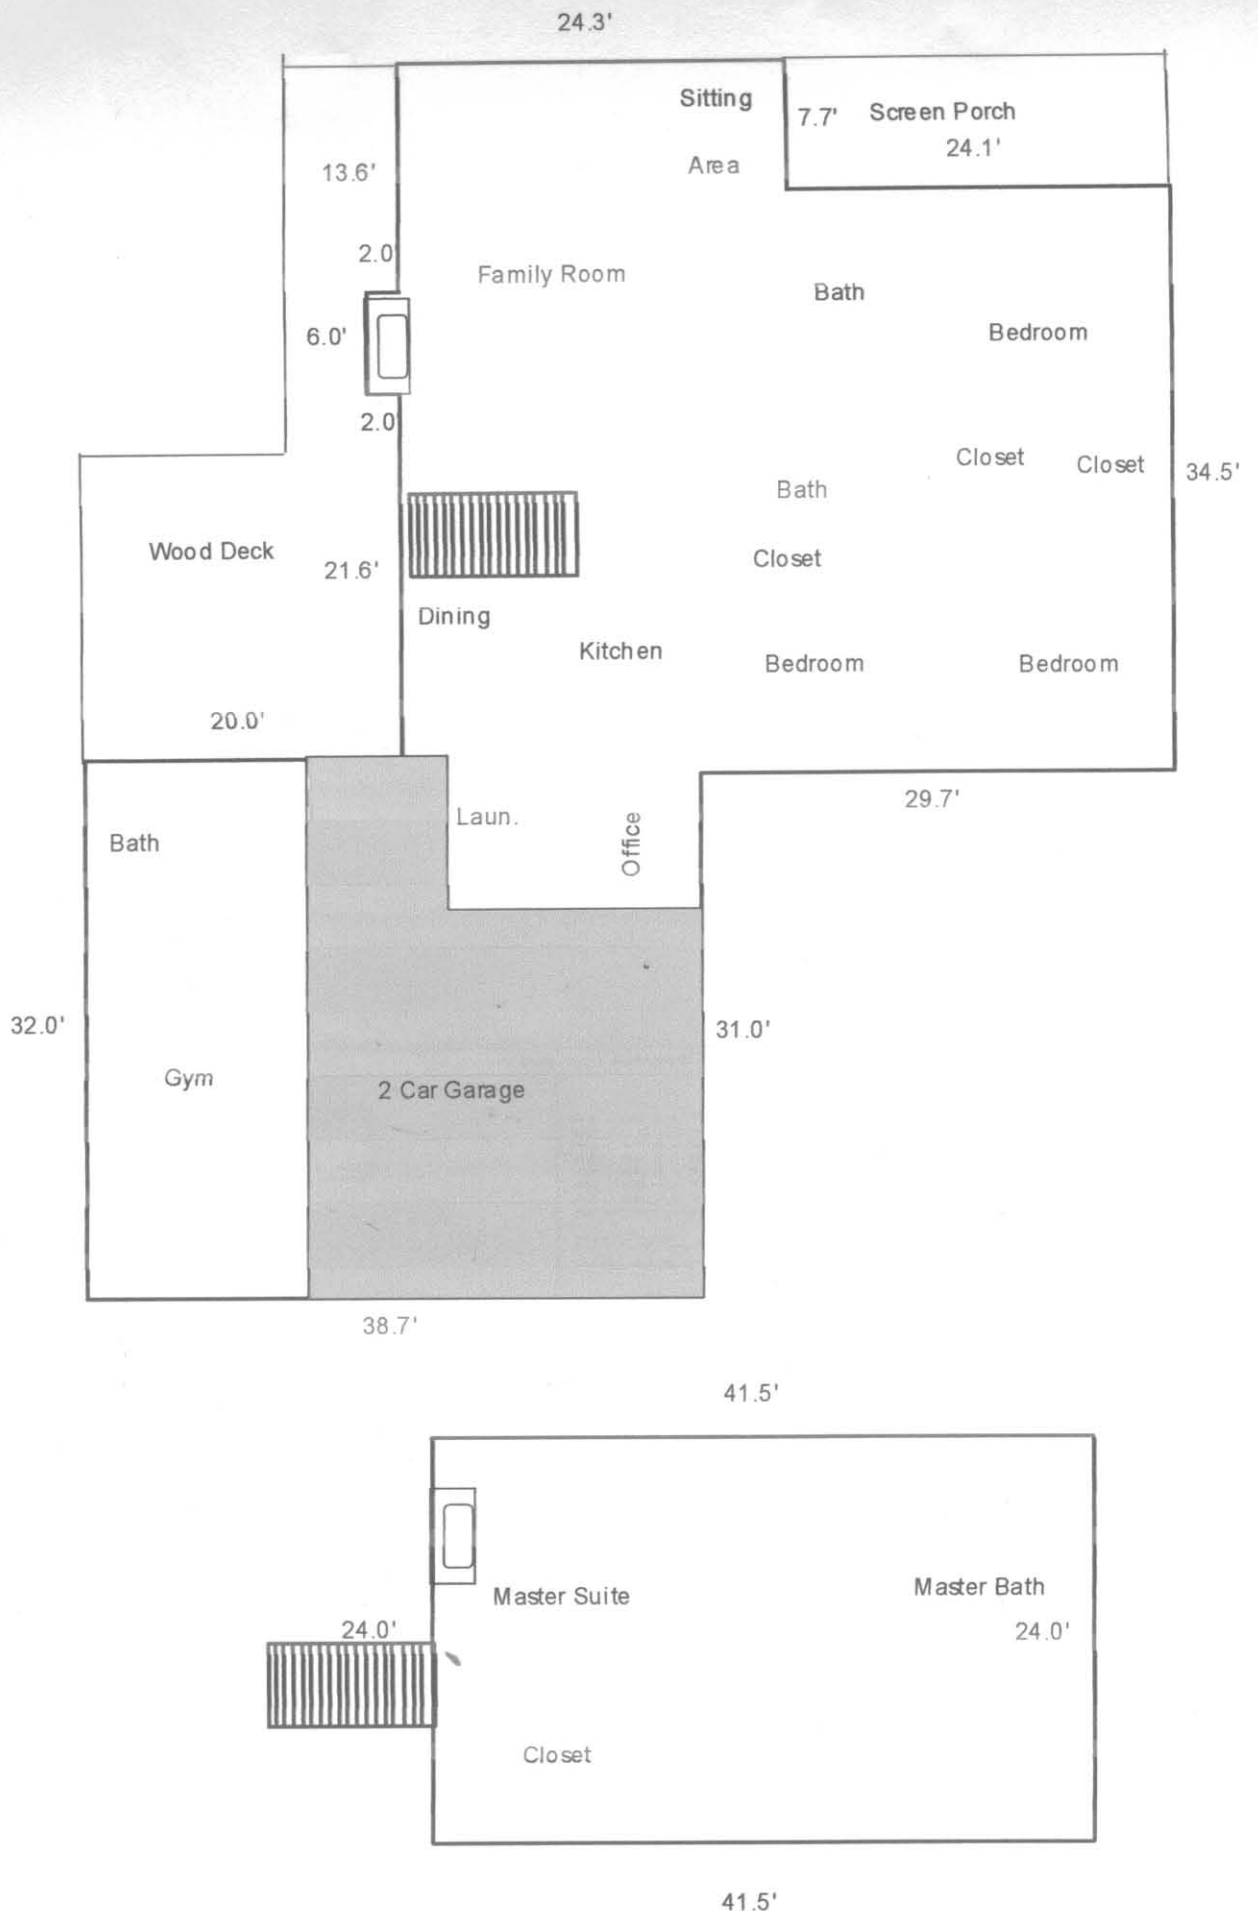 24.3'
Sitting
Area
7.7'
Screen Porch
24.1'
13.6'
2.0'
Family Room
Bath
Bedroom
6.0'
2.0'
Closet
Closet
34.5'
Bath
Wood Deck
21.6'
Closet
Dining
Kitchen
Bedroom
Bedroom
20.0'
29.7'
Laun.
Office
Bath
32.0'
31.0'
Gym
2 Car Garage
38.7'
41.5'
Master Suite
Master Bath
24.0'
24.0'
Closet
41.5'